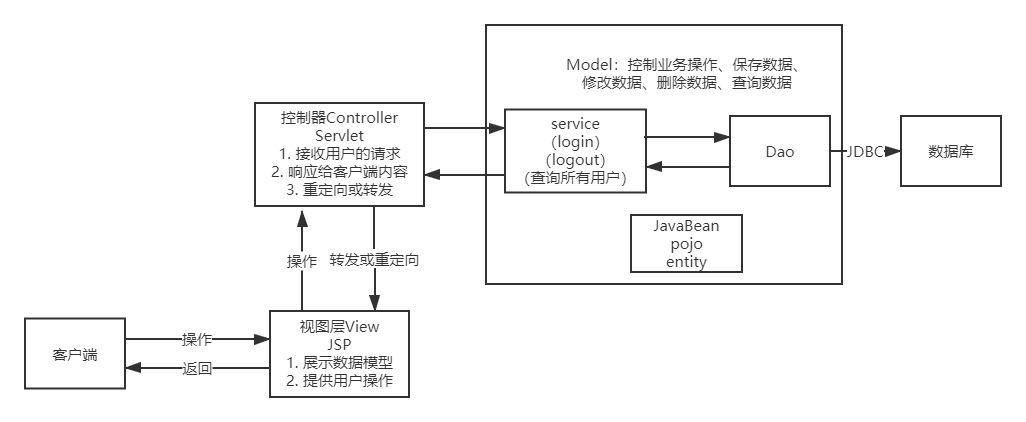 Model：控制业务操作、保存数据、
修改数据、删除数据、查询数据
控制器Controller
Servlet
1. 接收用户的请求
2. 响应给客户端内容
3. 重定向或转发
service
（login）
（logout）
（查询所有用户）
Dao
JDBC
数据库
JavaBean
pojo
entity
操作
转发或重定向
客户端
操作
返回
视图层View
JSP
1. 展示数据模型
2. 提供用户操作